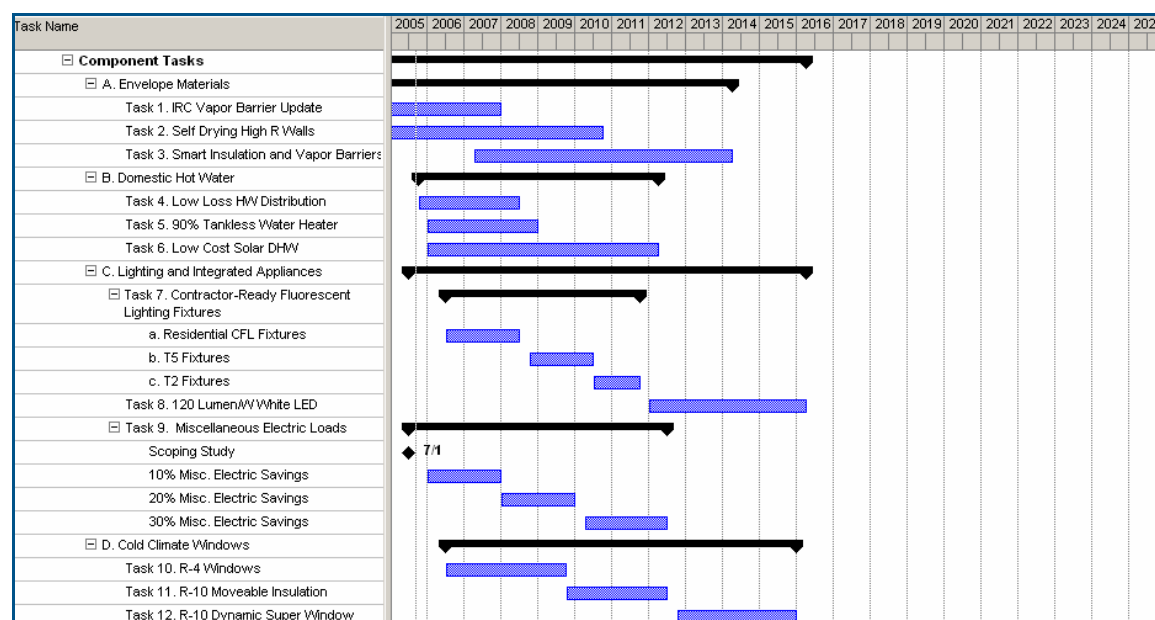 Task Name
2005 2006 2007 2008 2009 2010 2011 2012 2013 2014 2015 2016 2017 2018 2019 2020 2021 2022 2023 2024 202
Component Tasks
A. Envelope Materials
Task 1. IRC Vapor Barrier Update
Task 2. Self Drying High R Walls
Task 3. Smart Insulation and Vapor Barriers
B. Domestic Hot Water
Task 4. Low Loss HW Distribution
Task 5. 90% Tankless Water Heater
Task 6. Low Cost Solar DHW
C. Lighting and Integrated Appliances
Task 7. Contractor-Ready Fluorescent
Lighting Fixtures
a. Residential CFL Fixtures
b. T5 Fixtures
c. T2 Fixtures
Task 8. 120 Lumen/W White LED
Task 9. Miscellaneous Electric Loads
Scoping Study
7/1
10% Misc. Electric Savings
20% Misc. Electric Savings
30% Misc. Electric Savings
D. Cold Climate Windows
Task 10. R-4 Windows
Task 11. R-10 Moveable Insulation
Task 12. R-10 Dynamic Super Window